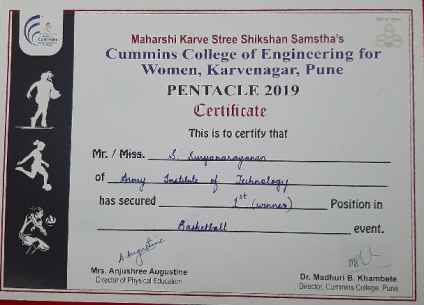 Maharshi Karve Stree Shikshan Samstha's
Cummins College of Engineering for
Women, Karvenagar, Pune
PENTACLE 2019
Certificate
This is to certify that
Mr. / Miss. S. Suryanarayanan
of Army Institute of Technology
has secured 1st (winner) Position in
Basketball event.
A Augustine
Mrs. Anjushree Augustine
Director of Physical Education
Dr. Madhuri B. Khambete
Director, Cummins College, Pune